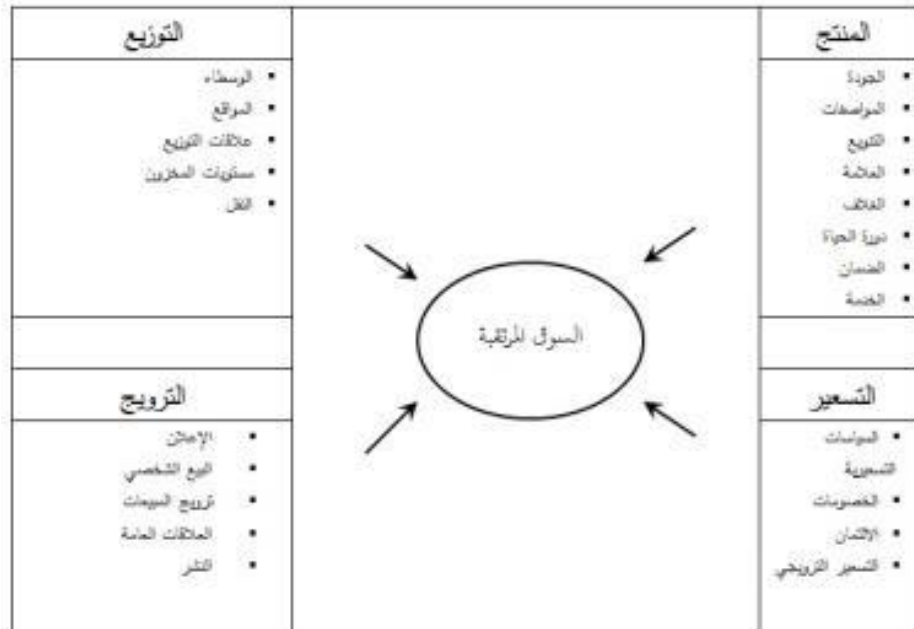 المنتج
الجودة
المواصفات
التنويع
العلامة
الغلاف
دورة الحياة
الضمان
الخدمة
التوزيع
الوسطاء
المواقع
علاقات التوزيع
مستويات المخزون
النقل
السوق المرتقبة
التسعير
السياسات
التسعيرية
الخصومات
الائتمان
التسعير الترويجي
الترويج
الإعلان
البيع الشخصي
ترويج المبيعات
العلاقات العامة
النشر